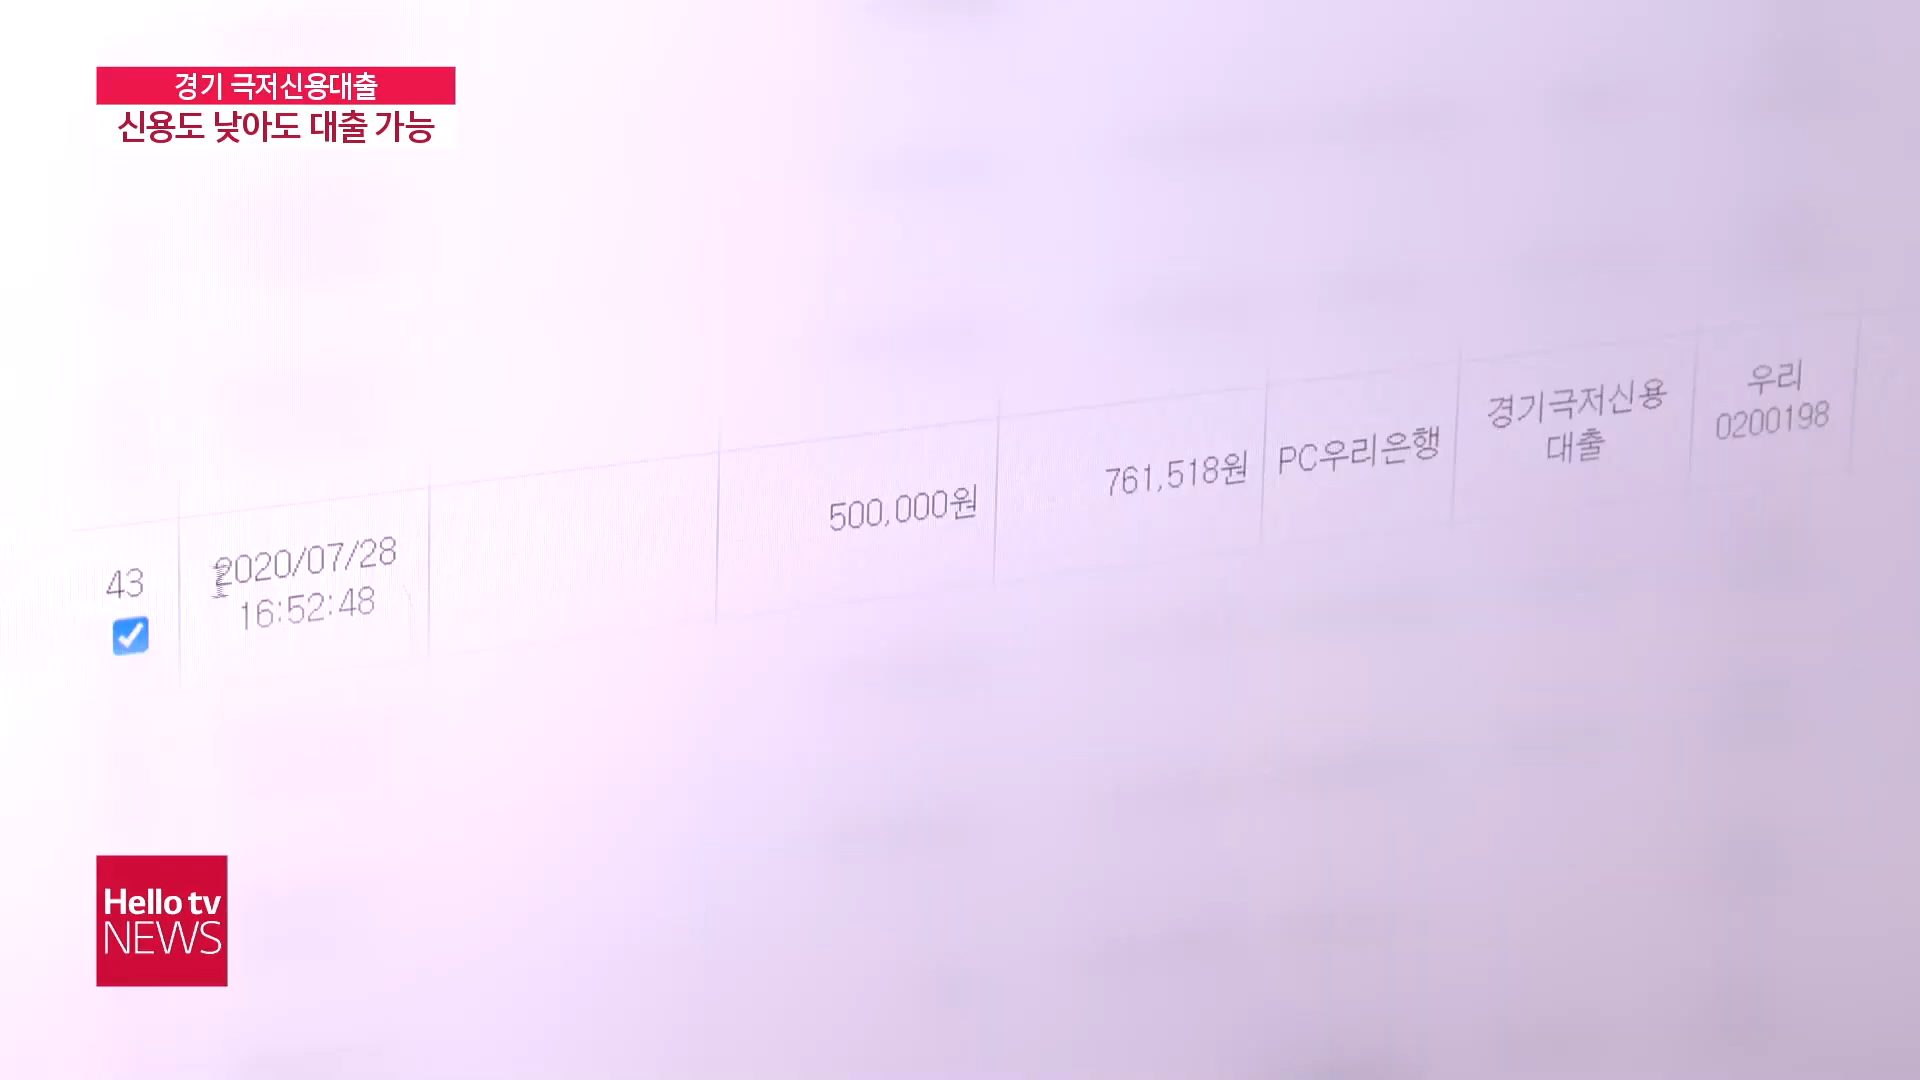 경기 극저신용대출
신용도 낮아도 대출 가능
43
2020/07/28
16:52:48
500,000원
761,518원
PC우리은행
경기극저신용
대출
우리
0200198
Hello tv
NEWS